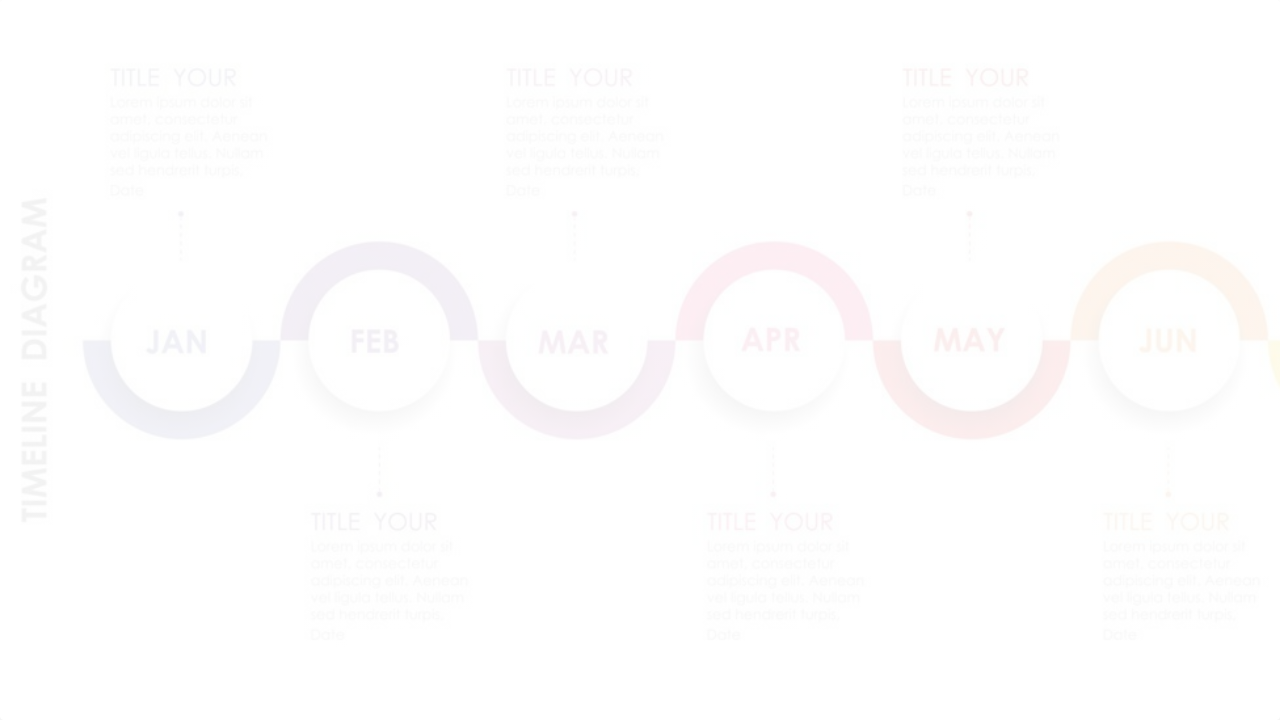 TIMELINE DIAGRAM
TITLE YOUR
Lorem ipsum dolor sit
amet, consectetur
adipiscing elit. Aenean
vel ligula tellus. Nullam
sed hendrerit turpis.
Date
TITLE YOUR
Lorem ipsum dolor sit
amet, consectetur
adipiscing elit. Aenean
vel ligula tellus. Nullam
sed hendrerit turpis.
Date
TITLE YOUR
Lorem ipsum dolor sit
amet, consectetur
adipiscing elit. Aenean
vel ligula tellus. Nullam
sed hendrerit turpis.
Date
JAN
FEB
MAR
APR
MAY
JUN
TITLE YOUR
Lorem ipsum dolor sit
amet, consectetur
adipiscing elit. Aenean
vel ligula tellus. Nullam
sed hendrerit turpis.
Date
TITLE YOUR
Lorem ipsum dolor sit
amet, consectetur
adipiscing elit. Aenean
vel ligula tellus. Nullam
sed hendrerit turpis.
Date
TITLE YOUR
Lorem ipsum dolor sit
amet, consectetur
adipiscing elit. Aenean
vel ligula tellus. Nullam
sed hendrerit turpis.
Date